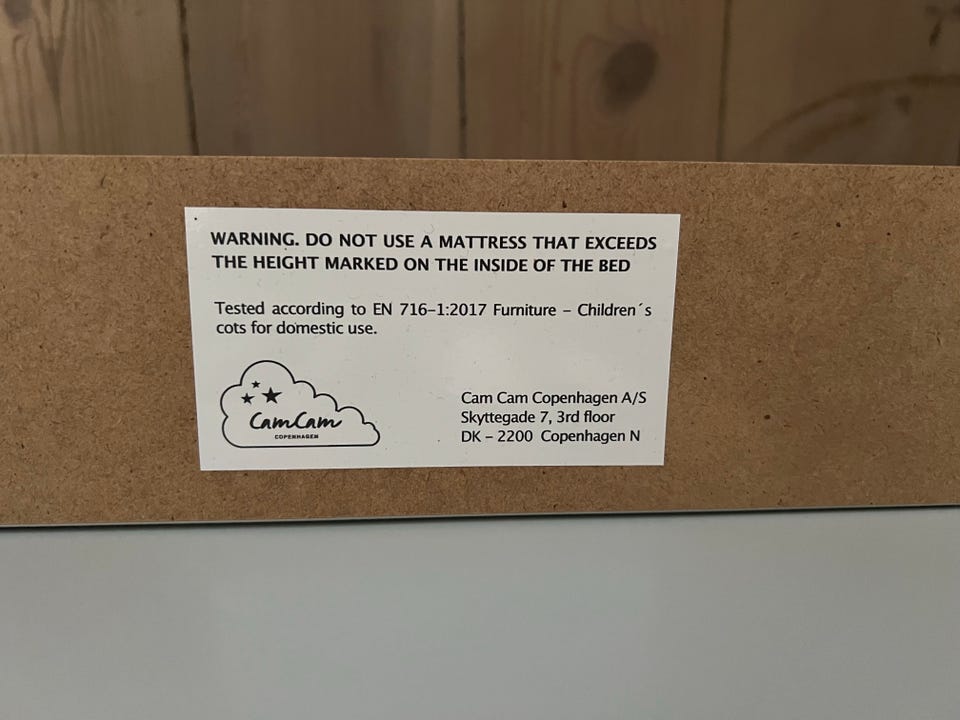 WARNING. DO NOT USE A MATTRESS THAT EXCEEDS
THE HEIGHT MARKED ON THE INSIDE OF THE BED
Tested according to EN 716-1:2017 Furniture – Children´s
cots for domestic use.
CamCam
COPENHAGEN
Cam Cam Copenhagen A/S
Skyttegade 7, 3rd floor
DK – 2200 Copenhagen N